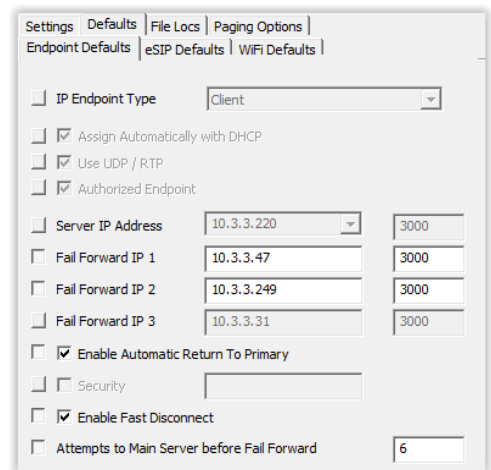 Settings Defaults File Locs Paging Options
Endpoint Defaults eSIP Defaults WiFi Defaults
IP Endpoint Type Client
Assign Automatically with DHCP
Use UDP / RTP
Authorized Endpoint
Server IP Address 10.3.3.220 3000
Fail Forward IP 1 10.3.3.47 3000
Fail Forward IP 2 10.3.3.249 3000
Fail Forward IP 3 10.3.3.31 3000
Enable Automatic Return To Primary
Security
Enable Fast Disconnect
Attempts to Main Server before Fail Forward 6